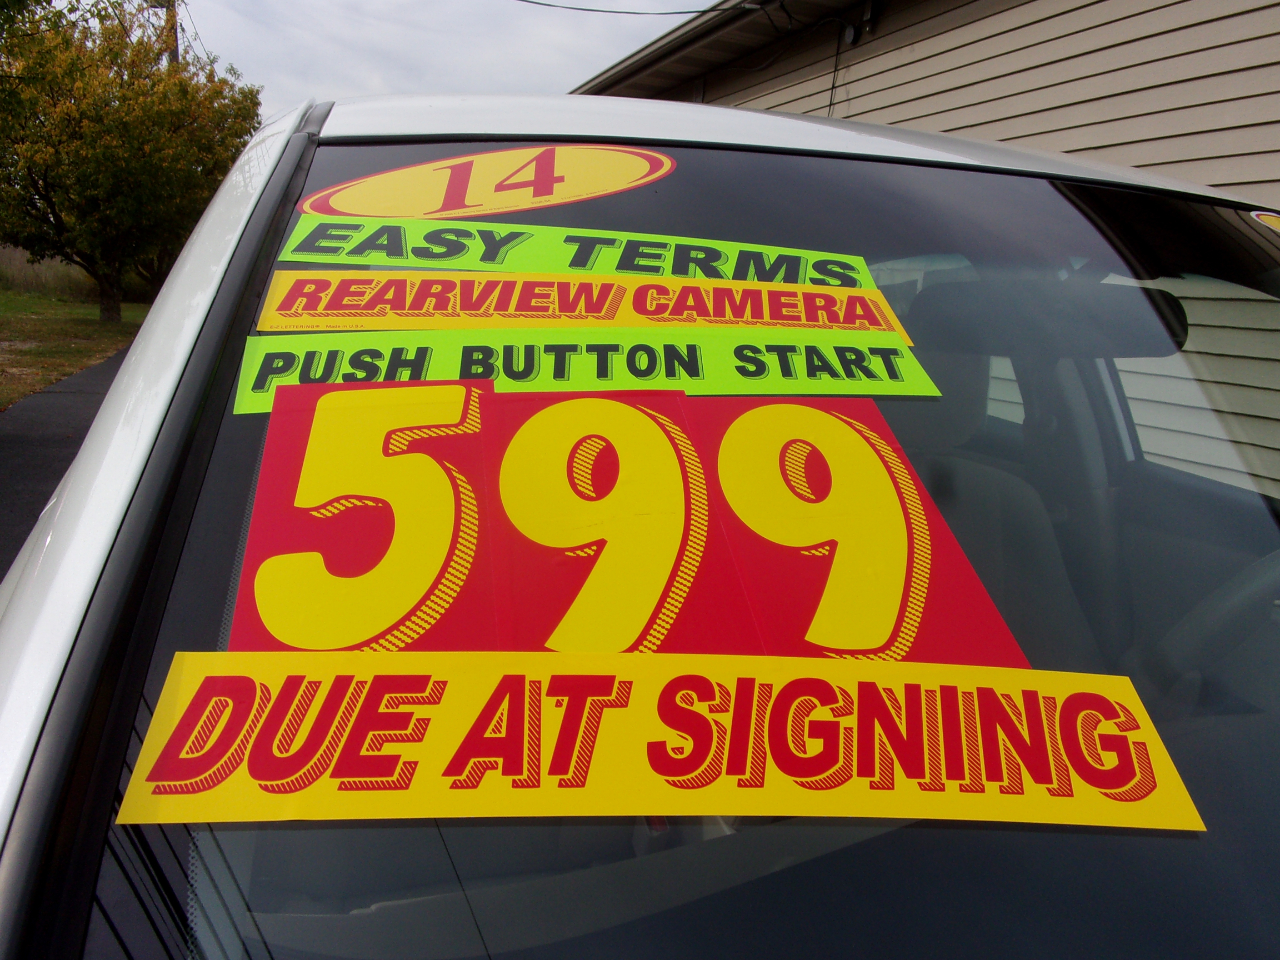 14
EASY TERMS
REARVIEW CAMERA
PUSH BUTTON START
599
DUE AT SIGNING